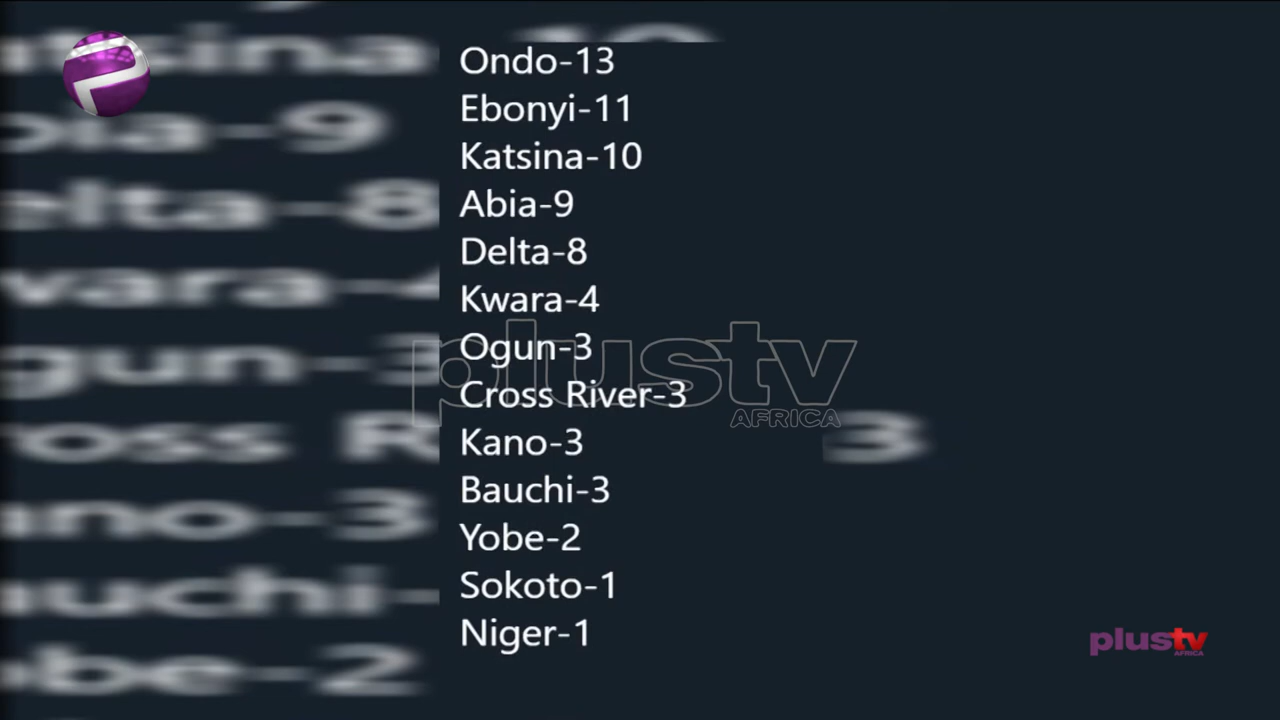 Ondo-13
Ebonyi-11
Katsina-10
Abia-9
Delta-8
Kwara-4
Ogun-3
Cross River-3
Kano-3
Bauchi-3
Yobe-2
Sokoto-1
Niger-1
plustv
AFRICA
plustv
AFRICA